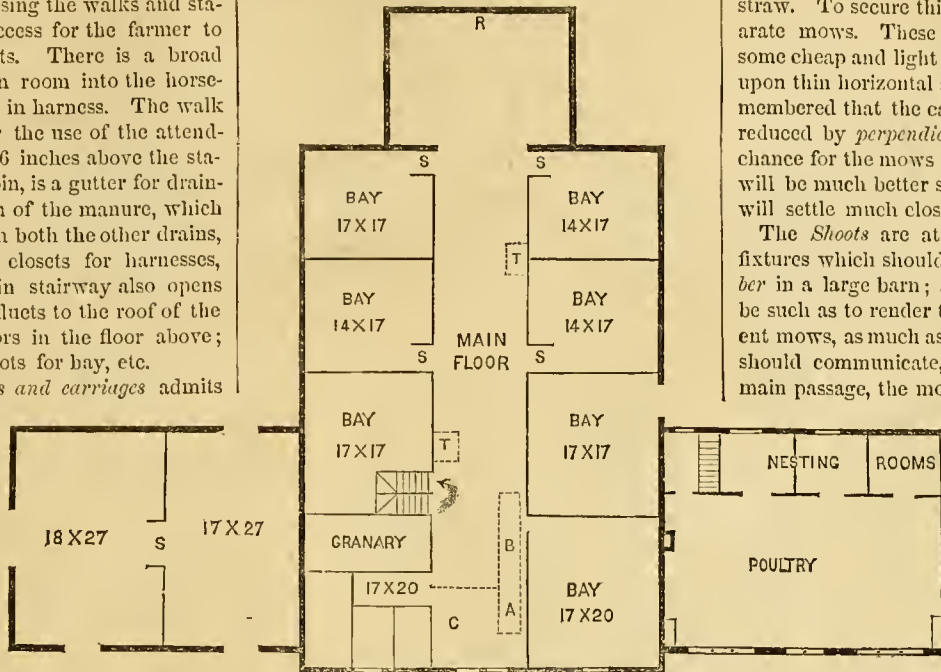 sing the walks and sta-
ccess for the farmer to
ts. There is a broad
n room into the horse-
in harness. The walk
the use of the attend-
6 inches above the sta-
in, is a gutter for drain-
n of the manure, which
n both the other drains,
closets for harnesses,
in stairway also opens
ducts to the roof of the
ors in the floor above;
ots for hay, etc.
s and carriages admits
R
S S
BAY
17 X 17
BAY
14 X 17
T
BAY
14 X 17
BAY
14 X 17
MAIN
FLOOR
S S
BAY
17 X 17
T
BAY
17 X 17
GRANARY
17 X 20
C
B
A
BAY
17 X 20
18 X 27
S
17 X 27
NESTING
ROOMS
POULTRY
straw. To secure thi
arate mows. These
some cheap and light
upon thin horizontal
membered that the ca
reduced by perpendic
chance for the mows
will be much better s
will settle much clos
The Shoots are at
fixtures which should
ber in a large barn;
be such as to render t
ent mows, as much as
should communicate,
main passage, the mo